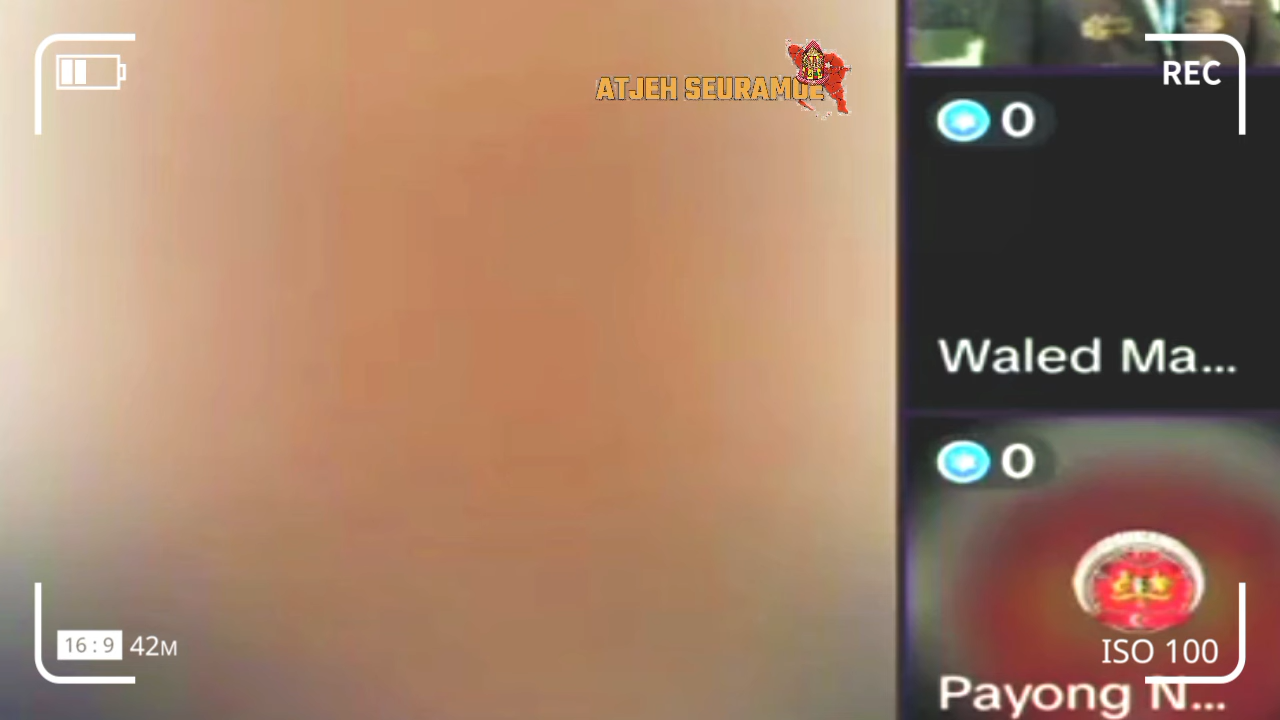 REC
ATJEH SEURAMOE
0
Waled Ma...
0
16:9 42M
ISO 100
Payong N...